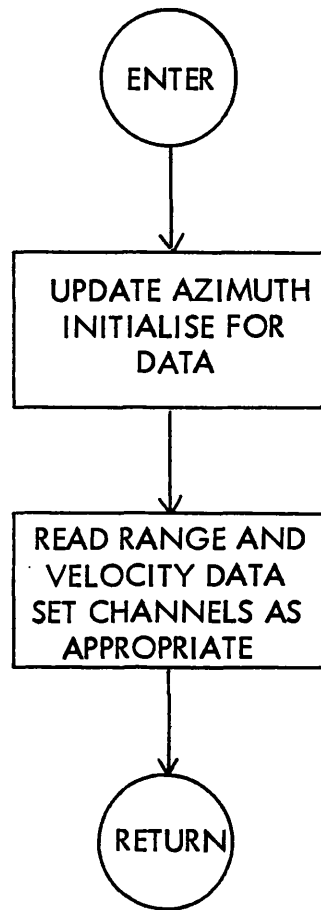 ENTER
UPDATE AZIMUTH
INITIALISE FOR
DATA
READ RANGE AND
VELOCITY DATA
SET CHANNELS AS
APPROPRIATE
RETURN